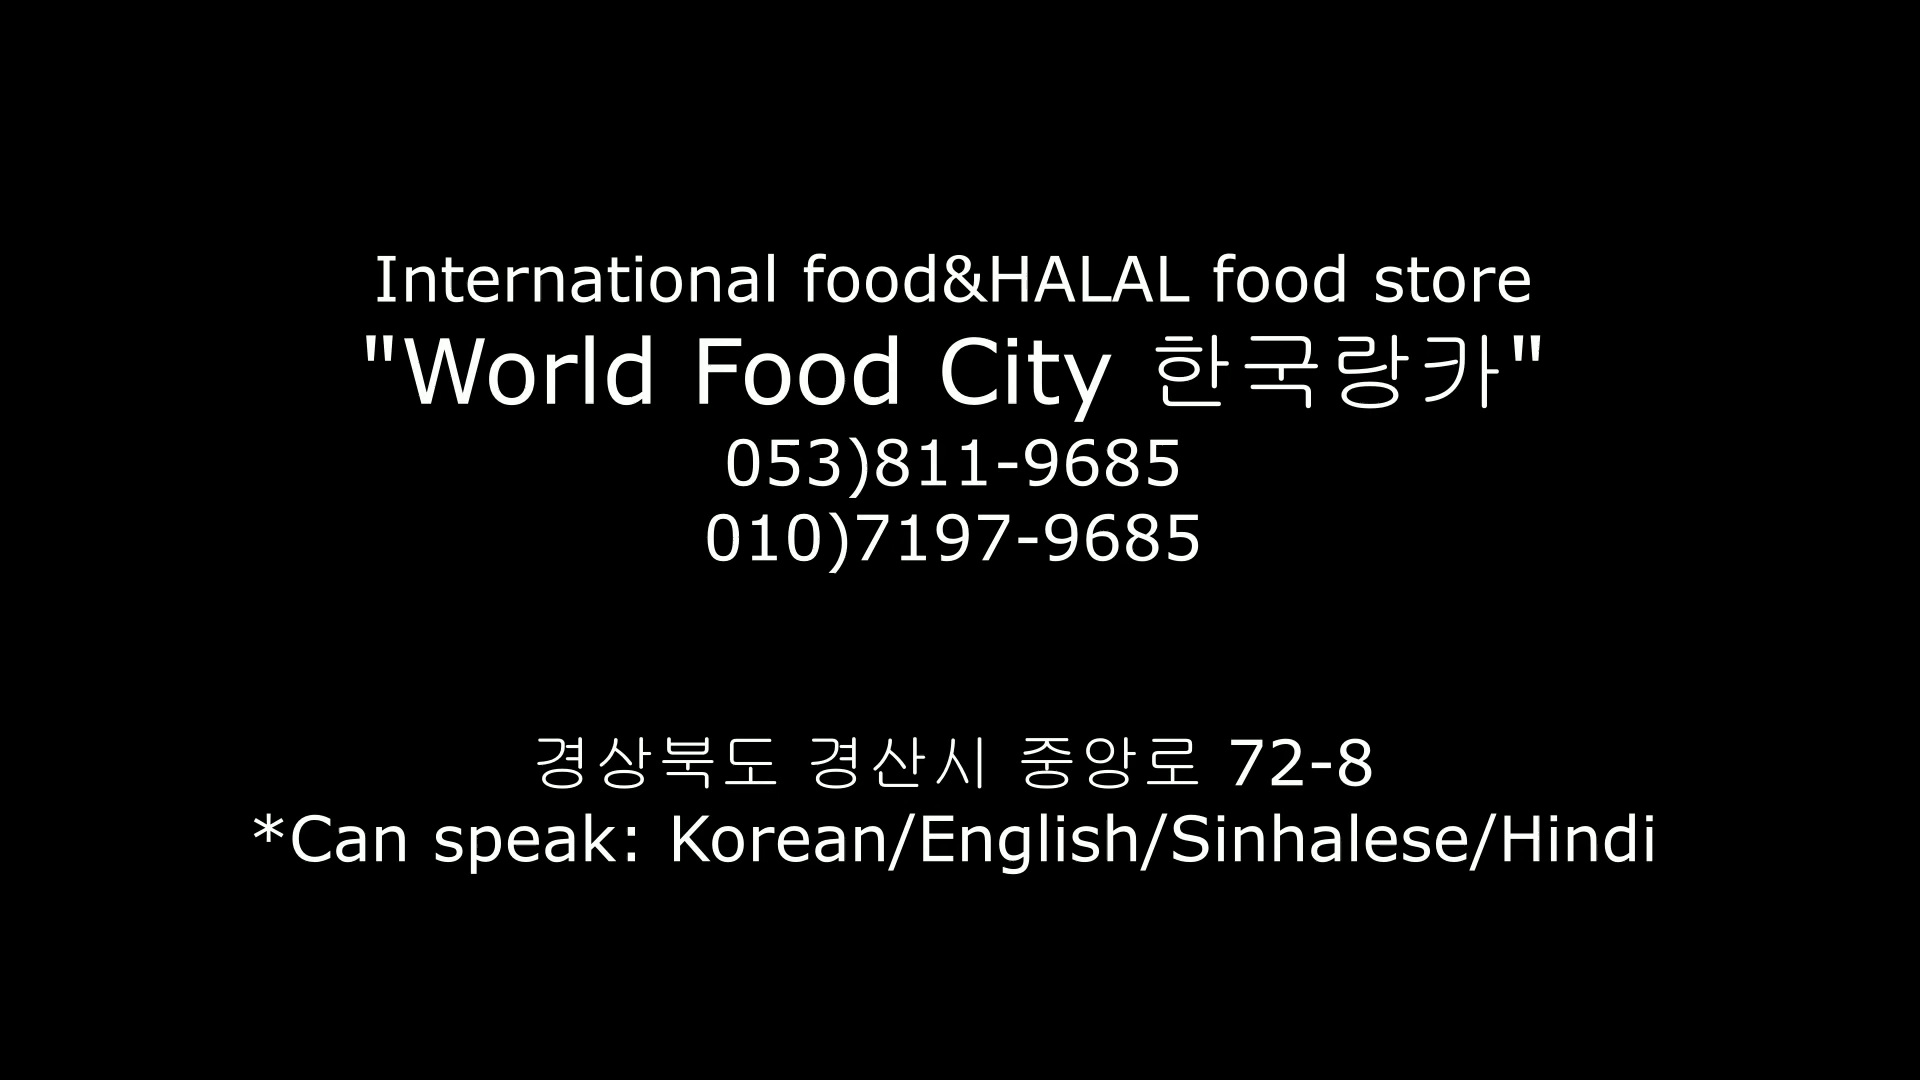 International food&HALAL food store
"World Food City 한국랑카"
053)811-9685
010)7197-9685
경상북도 경산시 중앙로 72-8
*Can speak: Korean/English/Sinhalese/Hindi